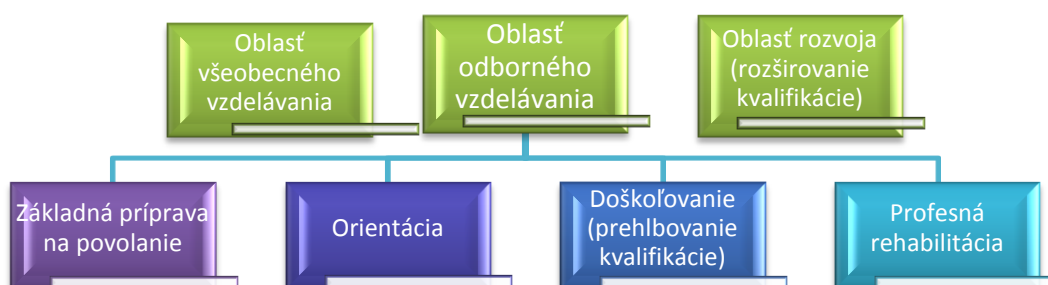 Oblasť
všeobecného
vzdelávania
Oblasť
odborného
vzdelávania
Oblasť rozvoja
(rozširovanie
kvalifikácie)
Základná príprava
na povolanie
Orientácia
Doškoľovanie
(prehlbovanie
kvalifikácie)
Profesná
rehabilitácia